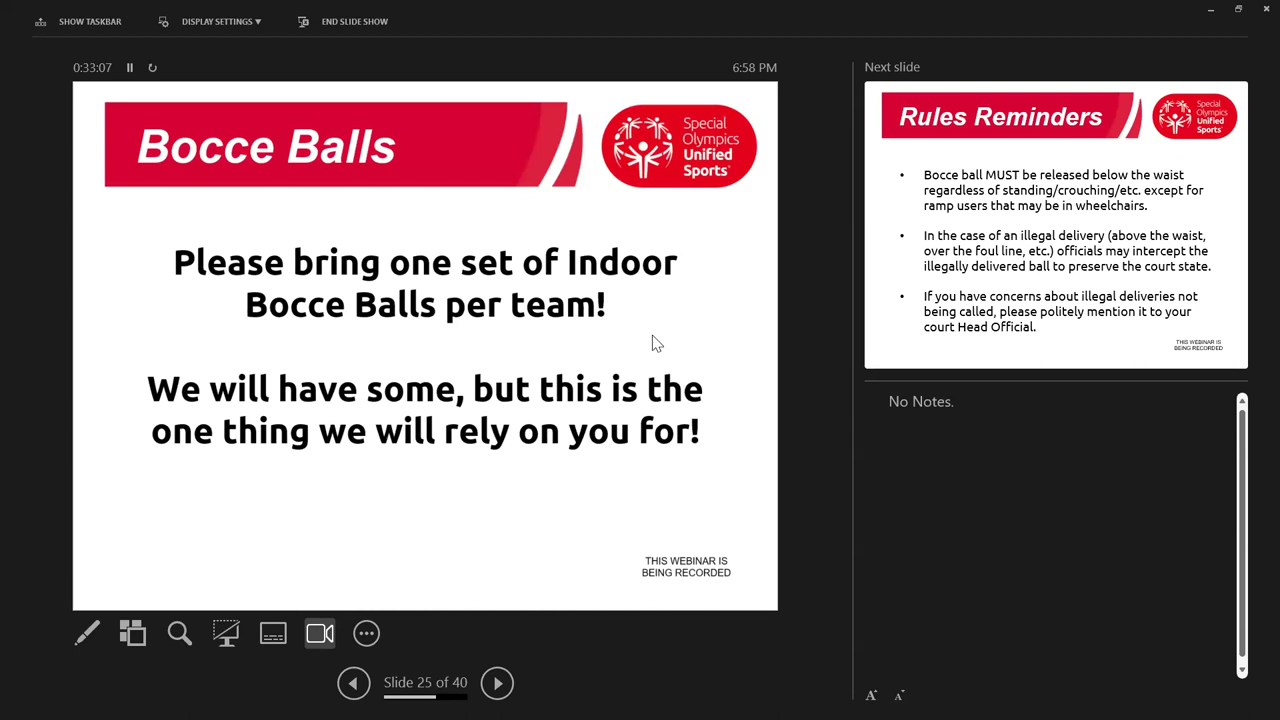 SHOW TASKBAR
DISPLAY SETTINGS ▼
END SLIDE SHOW
0:33:07
6:58 PM
Bocce Balls
Special
Olympics
Unified
Sports®
Please bring one set of Indoor
Bocce Balls per team!
We will have some, but this is the
one thing we will rely on you for!
THIS WEBINAR IS
BEING RECORDED
Slide 25 of 40
Next slide
Rules Reminders
Special
Olympics
Unified
Sports®
• Bocce ball MUST be released below the waist
regardless of standing/crouching/etc. except for
ramp users that may be in wheelchairs.
• In the case of an illegal delivery (above the waist,
over the foul line, etc.) officials may intercept the
illegally delivered ball to preserve the court state.
• If you have concerns about illegal deliveries not
being called, please politely mention it to your
court Head Official.
THIS WEBINAR IS
BEING RECORDED
No Notes.
A A